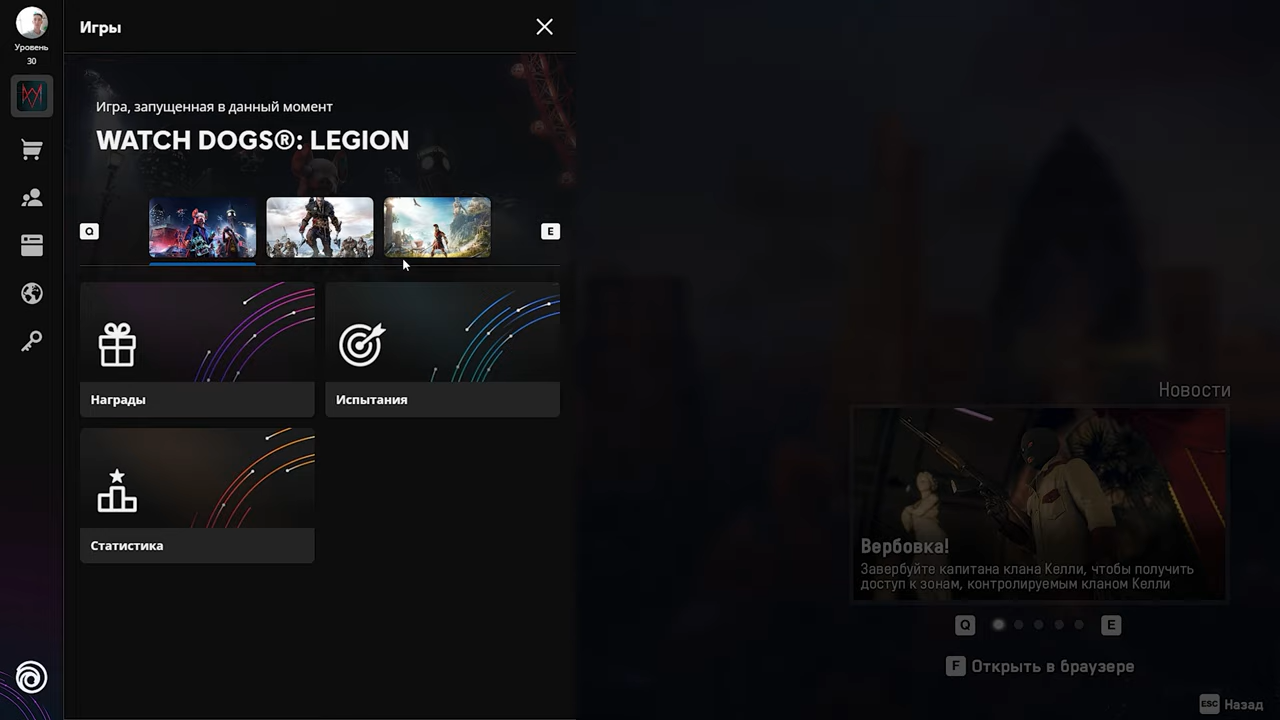 Игры
Уровень
30
Игра, запущенная в данный момент
WATCH DOGS®: LEGION
Q
E
Награды
Испытания
Статистика
Новости
Вербовка!
Завербуйте капитана клана Келли, чтобы получить
доступ к зонам, контролируемым кланом Келли
Q
E
F Открыть в браузере
ESC Назад